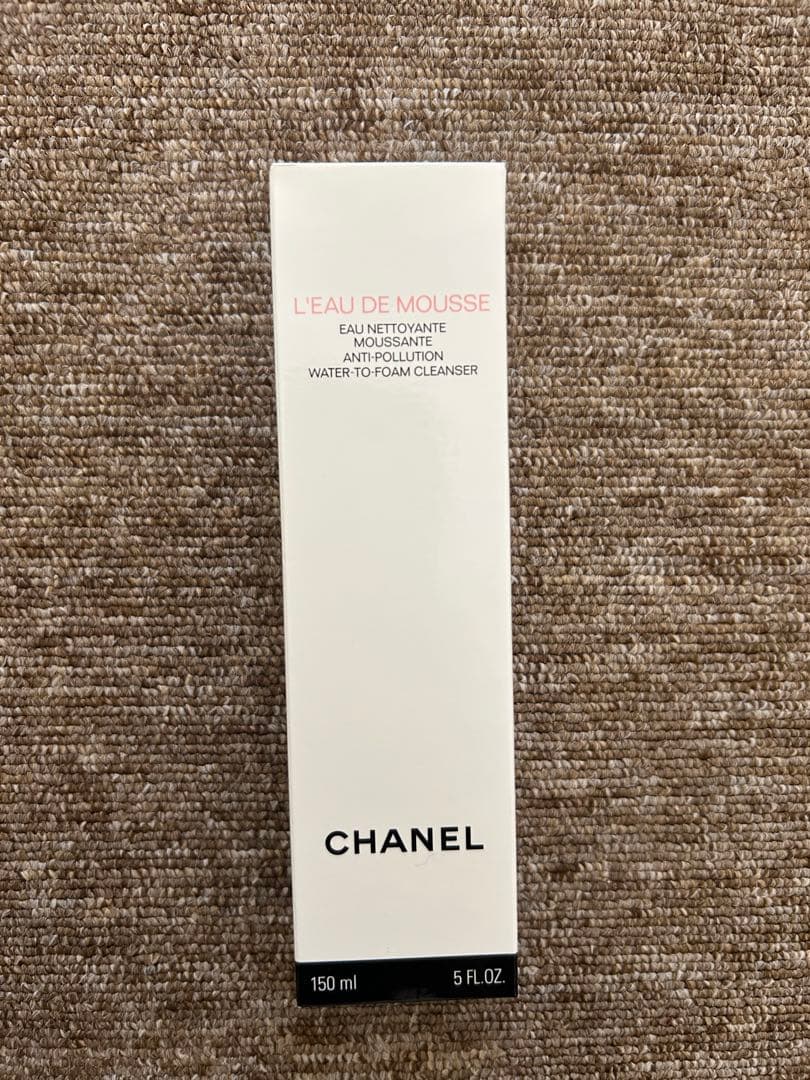 L'EAU DE MOUSSE
EAU NETTOYANTE
MOUSSANTE
ANTI-POLLUTION
WATER-TO-FOAM CLEANSER
CHANEL
150 ml 5 FL.OZ.